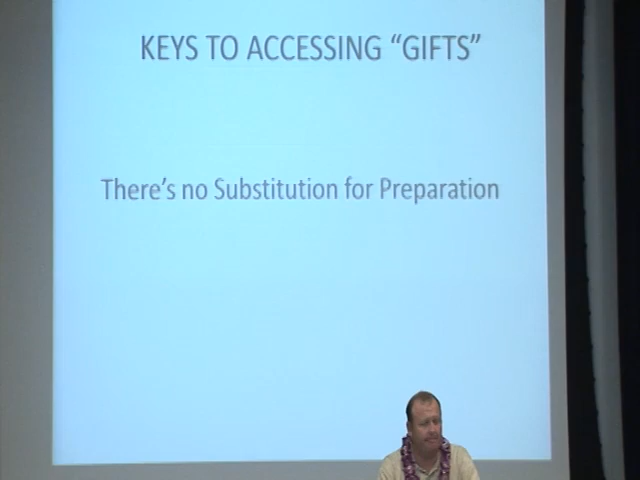 KEYS TO ACCESSING “GIFTS”
There’s no Substitution for Preparation